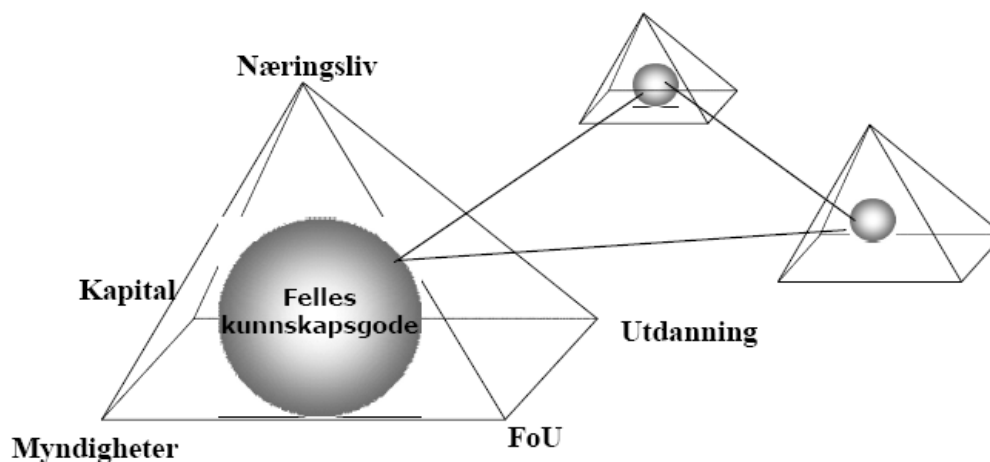 Næringsliv
Kapital
Felles
kunnskapsgode
Utdanning
FoU
Myndigheter